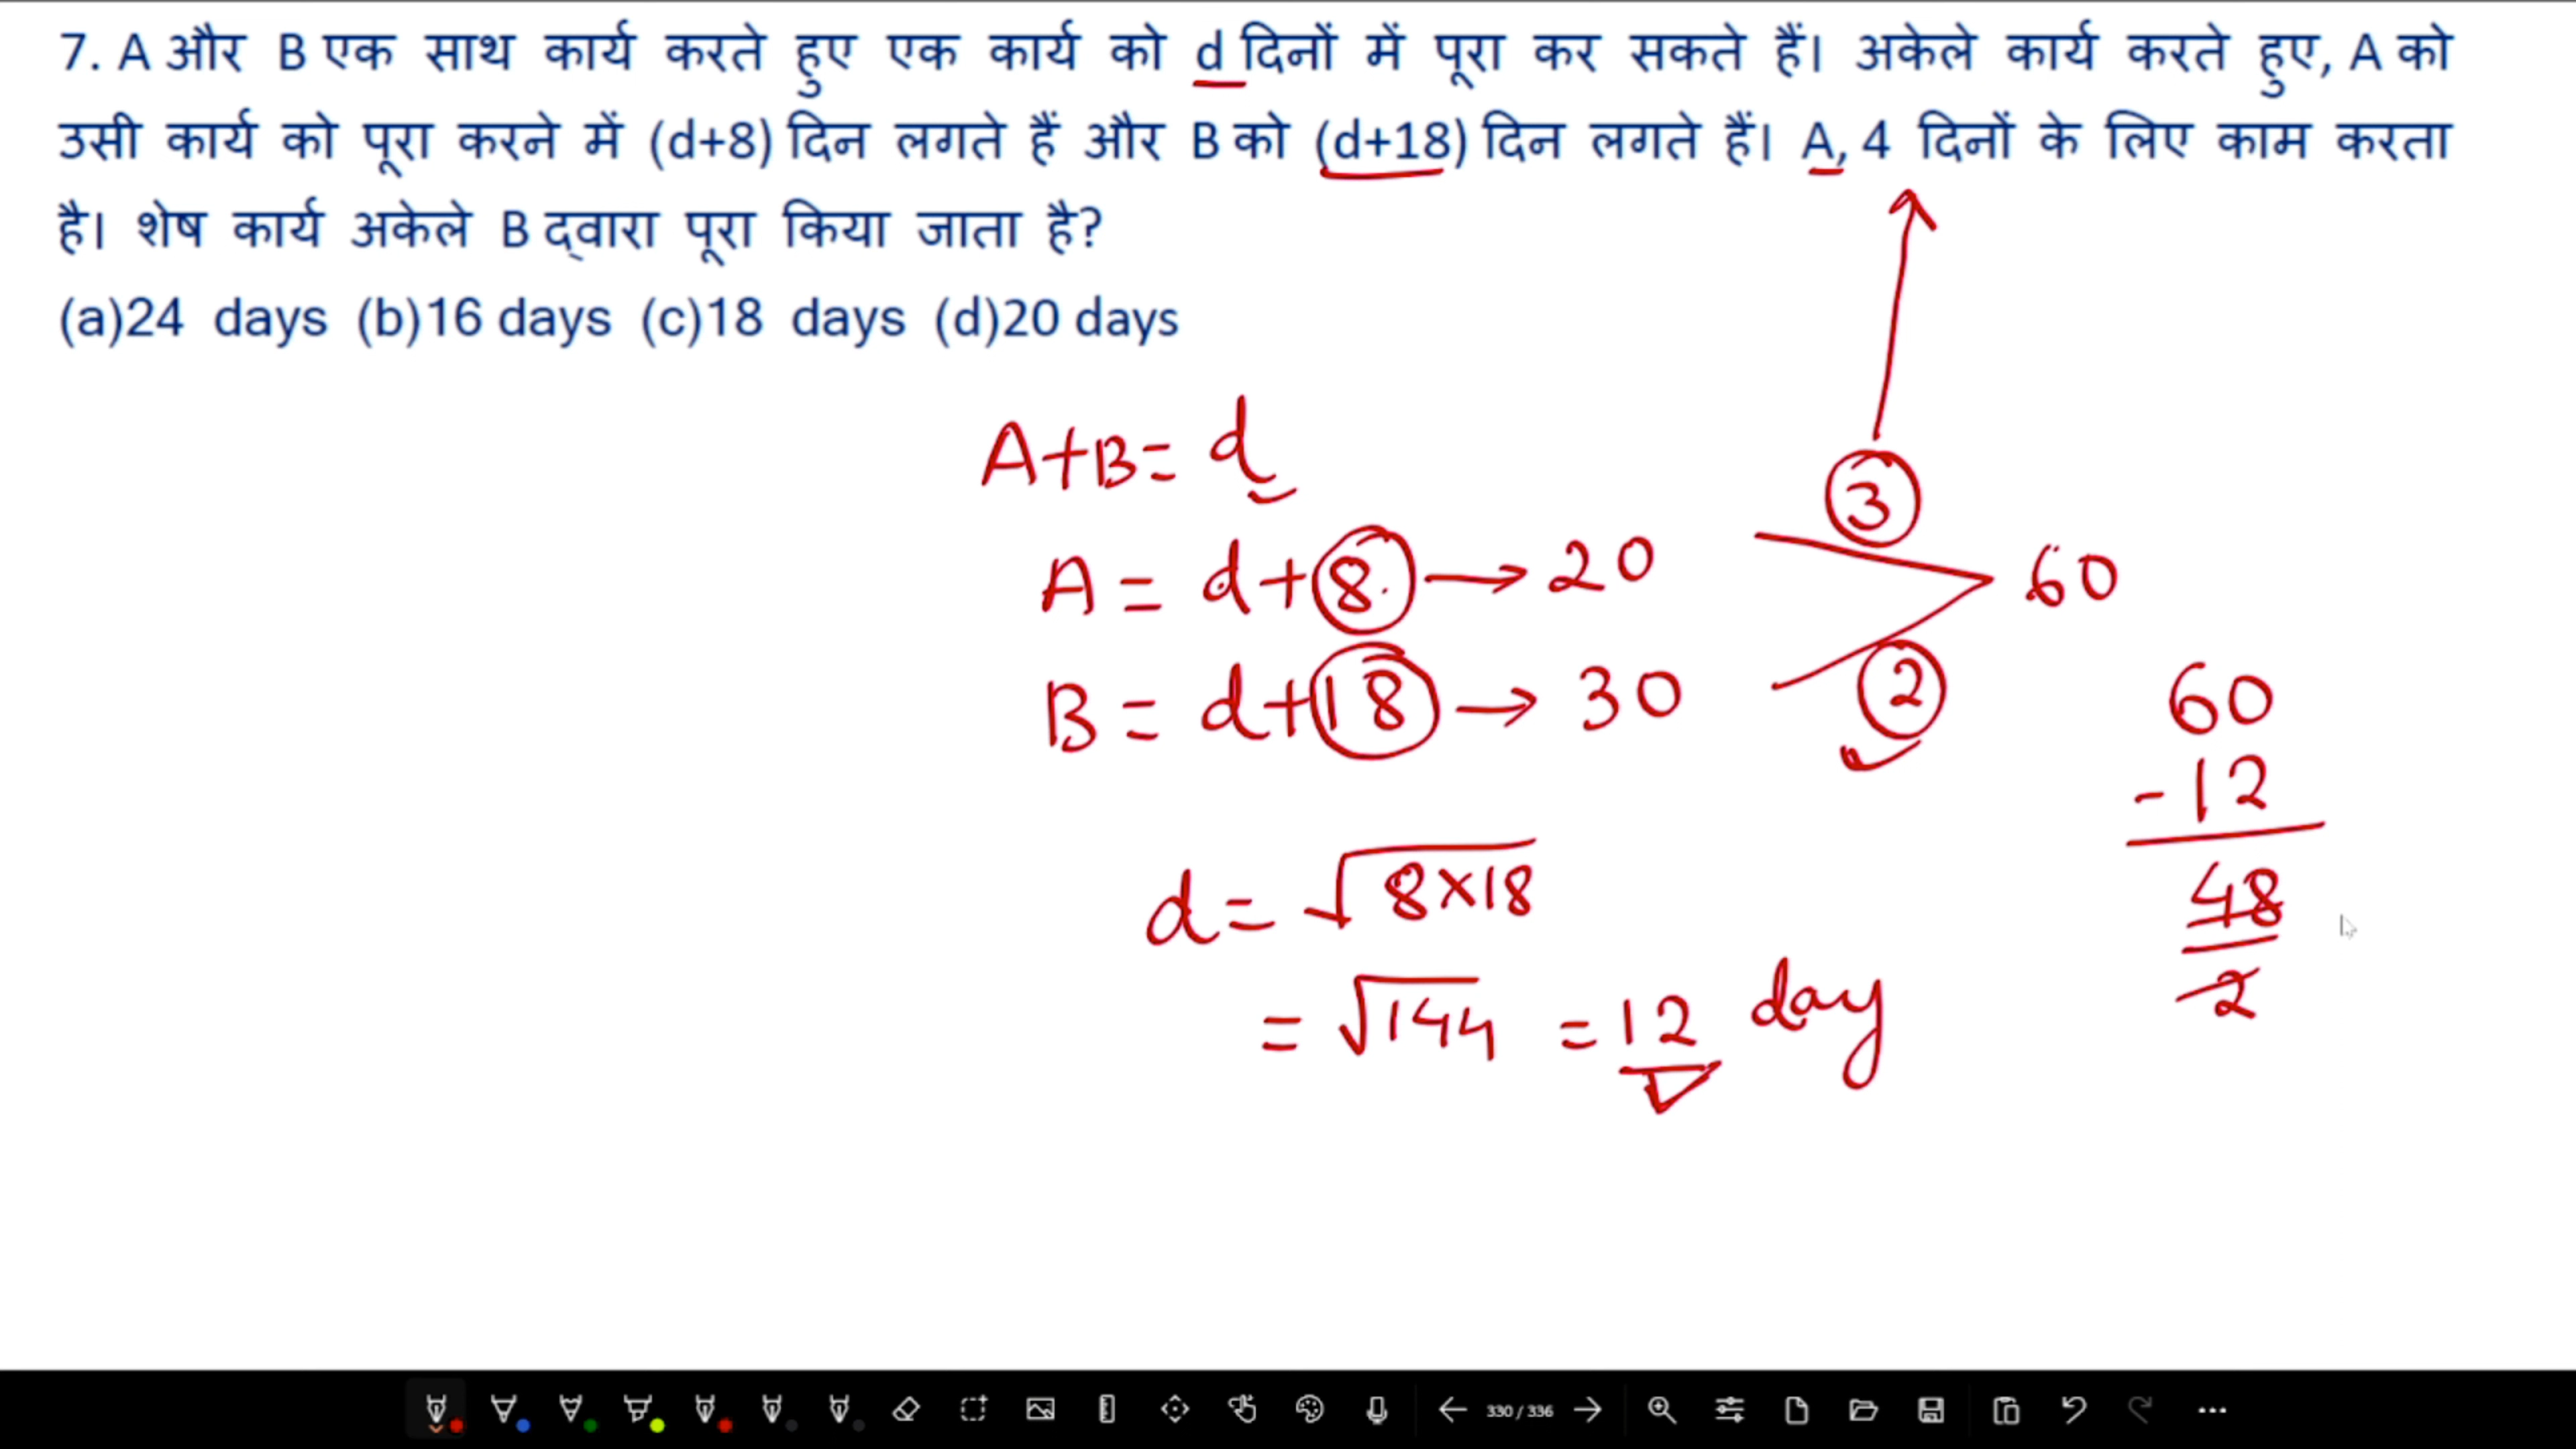 7. A और B एक साथ कार्य करते हुए एक कार्य को d दिनों में पूरा कर सकते हैं। अकेले कार्य करते हुए, A को
उसी कार्य को पूरा करने में (d+8) दिन लगते हैं और B को (d+18) दिन लगते हैं। A, 4 दिनों के लिए काम करता
है। शेष कार्य अकेले B द्वारा पूरा किया जाता है?
(a)24 days (b)16 days (c)18 days (d)20 days
A+B= d
3
A = d+8 → 20
60
B = d+18 → 30
2
60
-12
48
2
d = √8×18
= √144 = 12 day
330 / 336